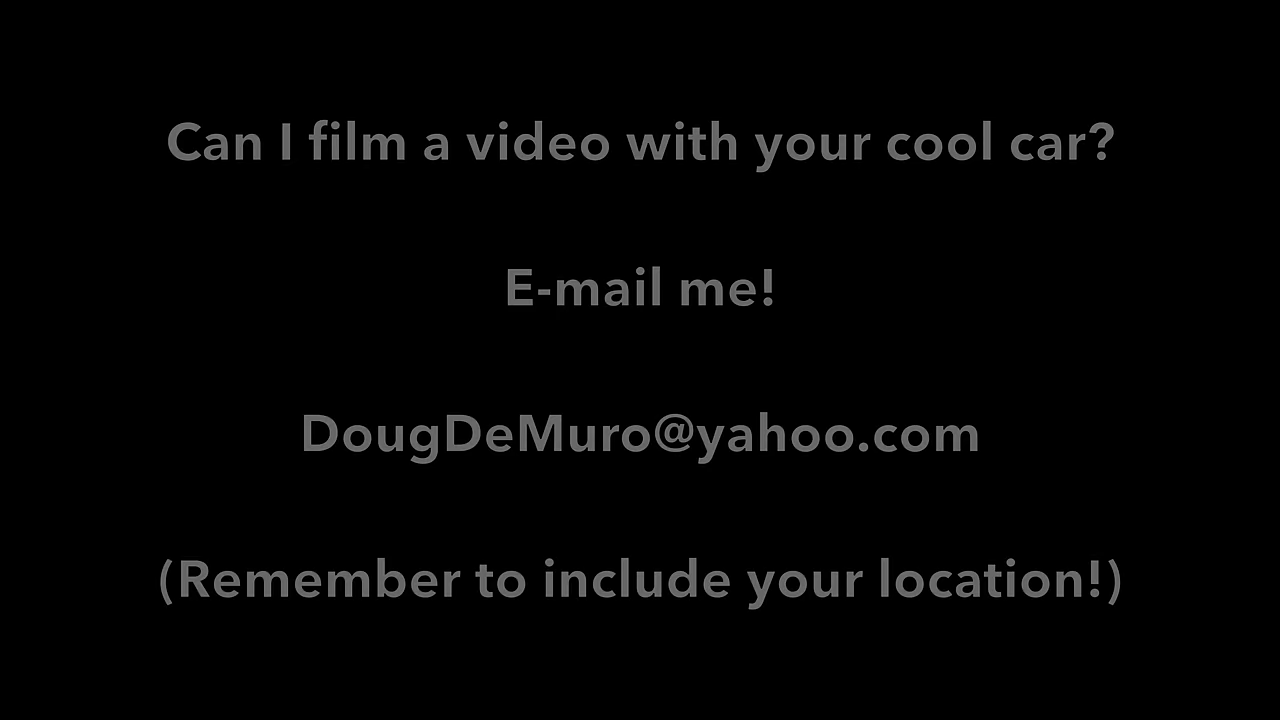 Can I film a video with your cool car?
E-mail me!
DougDeMuro@yahoo.com
(Remember to include your location!)